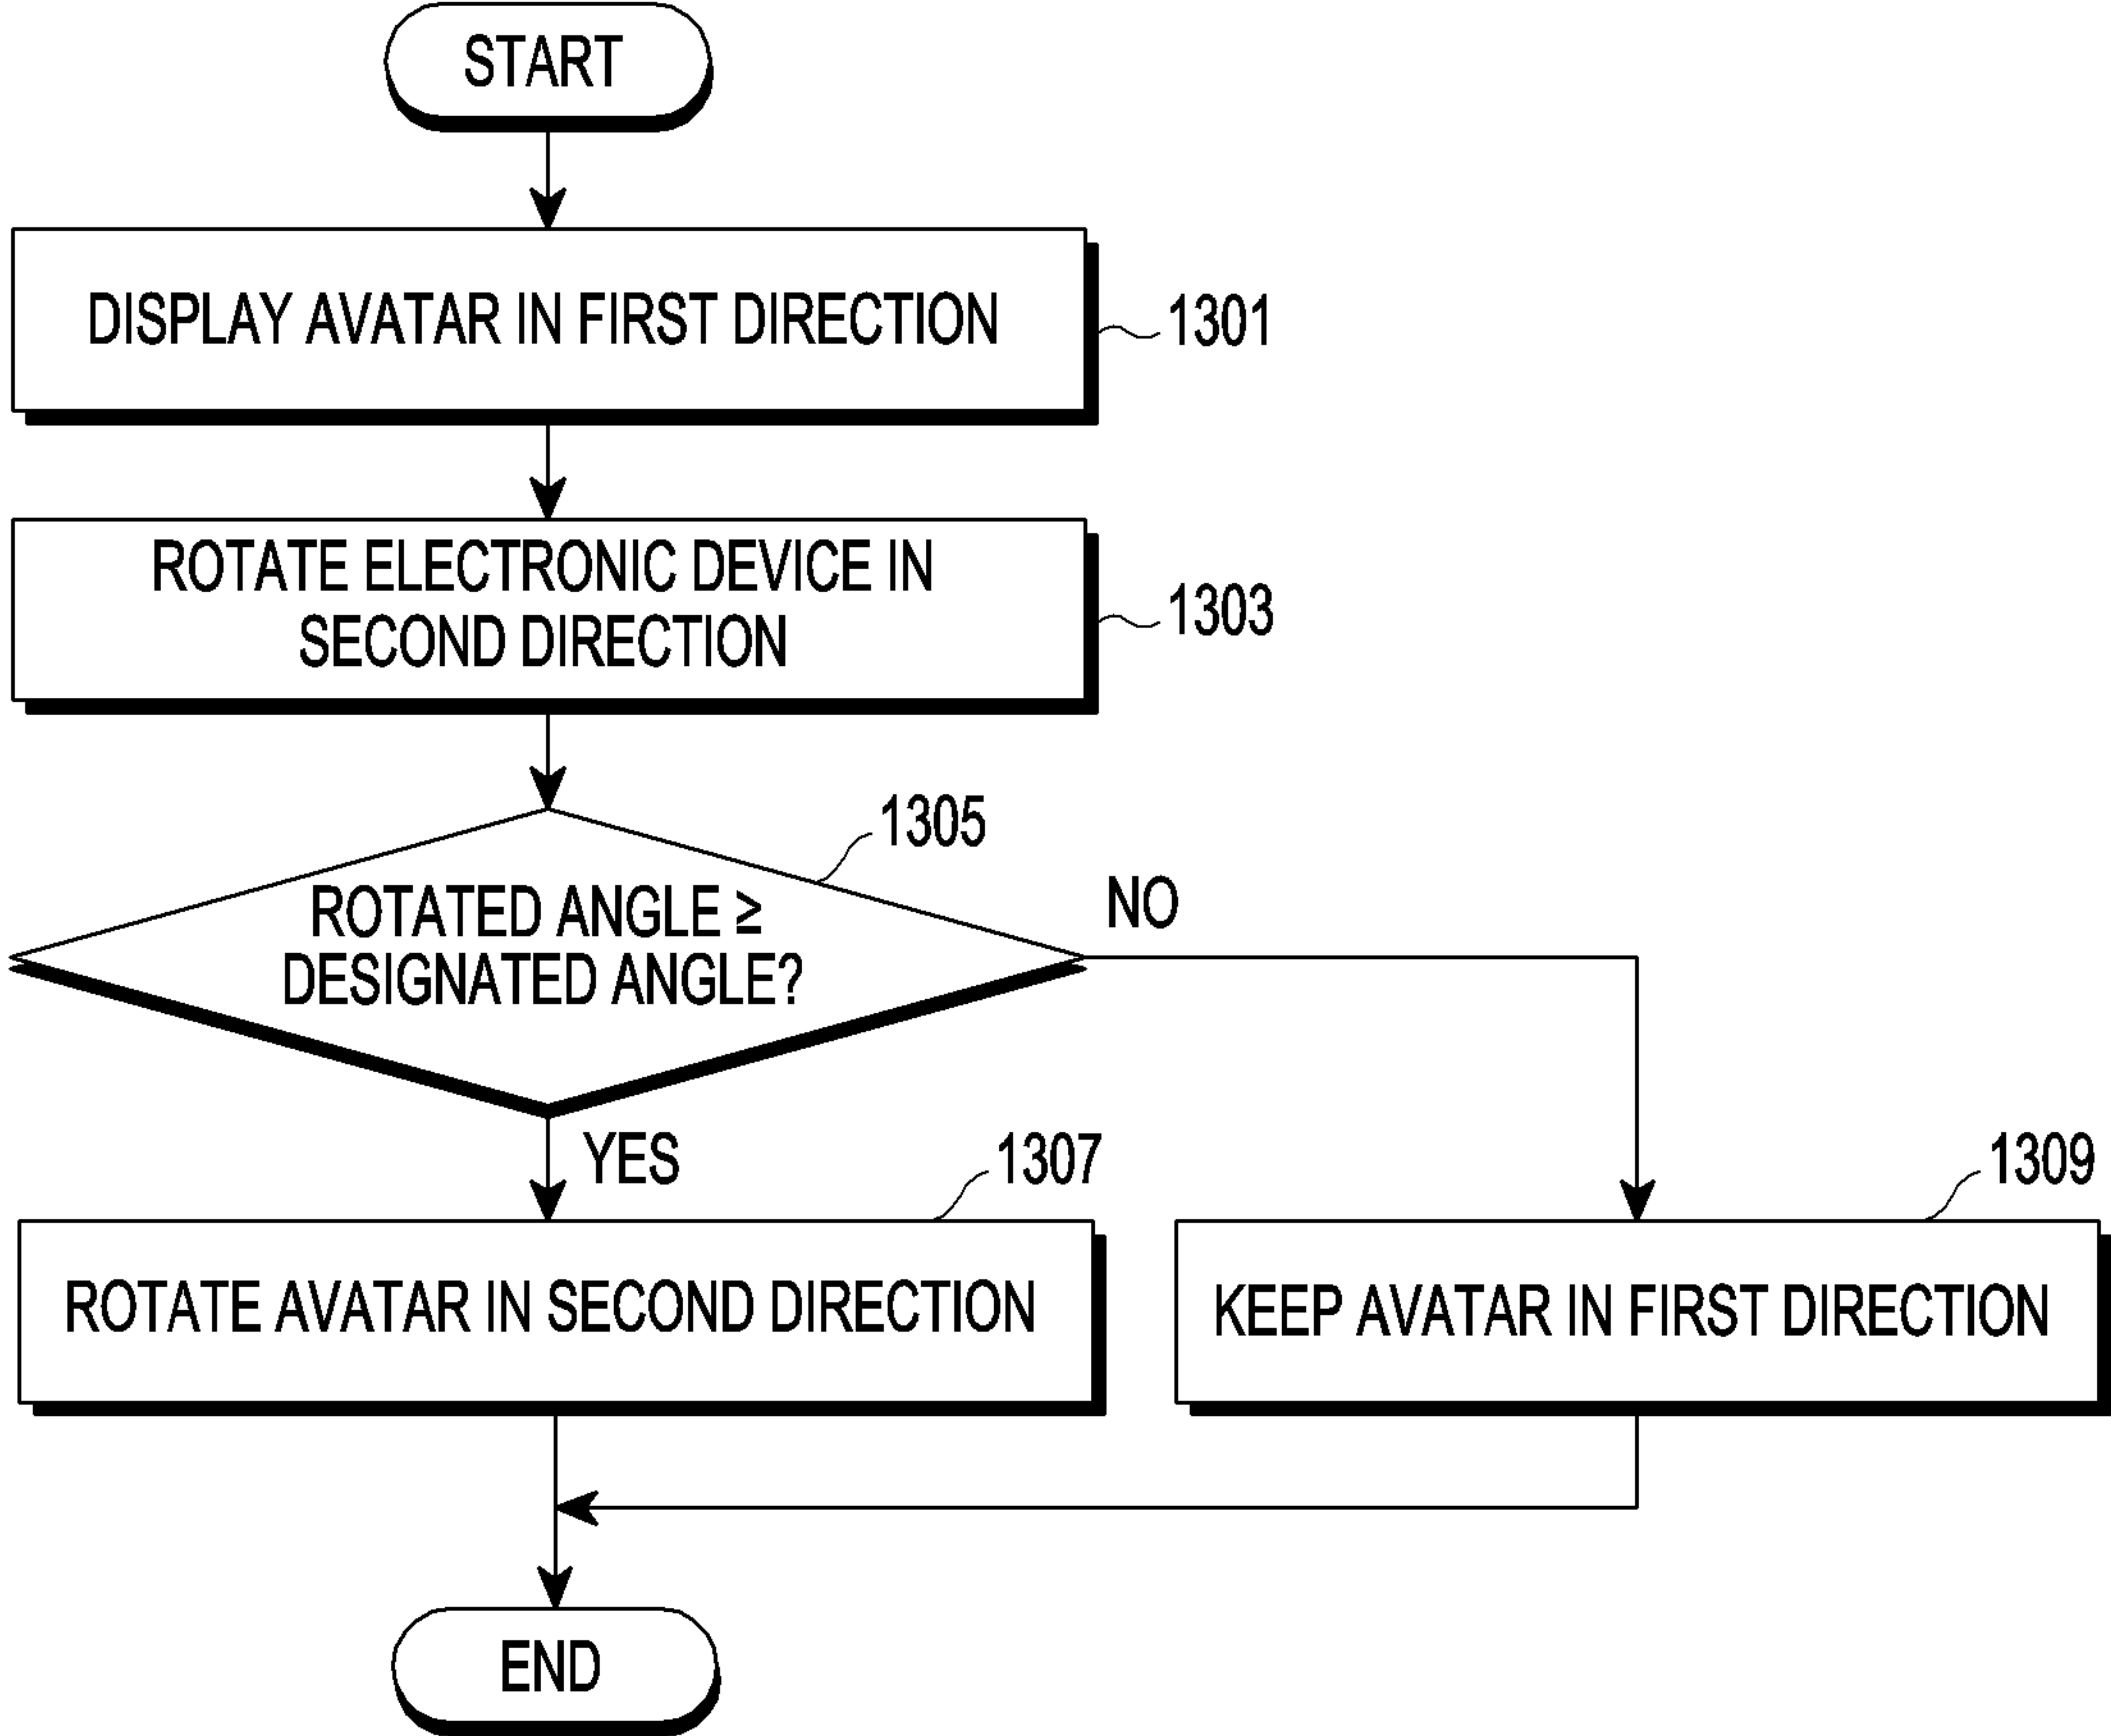 START
DISPLAY AVATAR IN FIRST DIRECTION
1301
ROTATE ELECTRONIC DEVICE IN
SECOND DIRECTION
1303
1305
ROTATED ANGLE ≥
DESIGNATED ANGLE?
NO
YES
1307
ROTATE AVATAR IN SECOND DIRECTION
1309
KEEP AVATAR IN FIRST DIRECTION
END